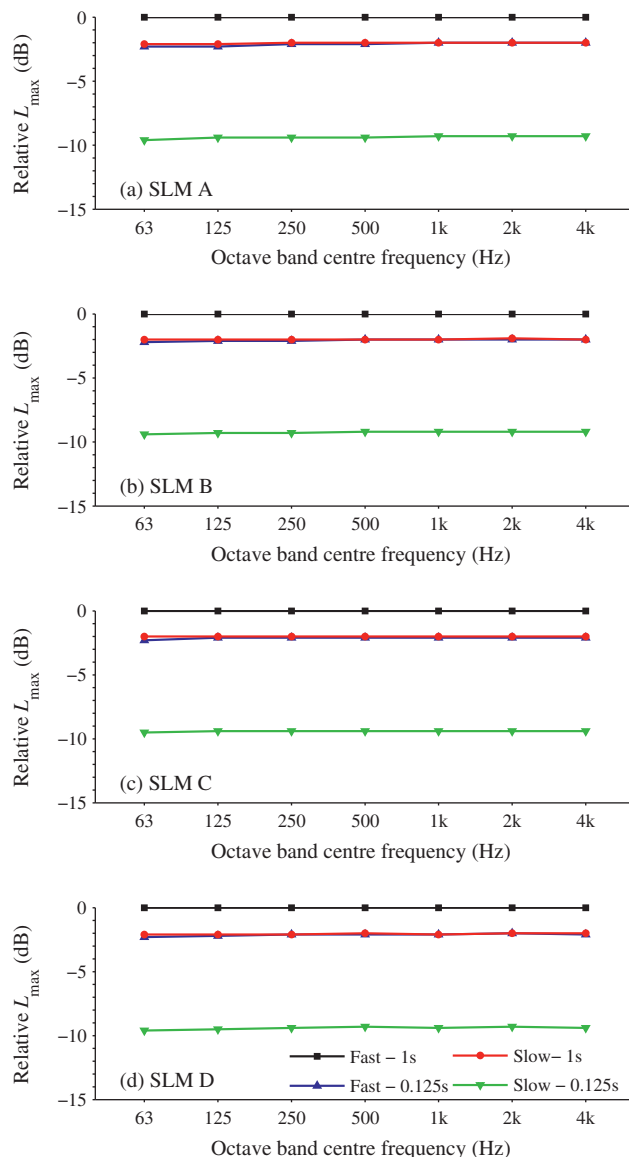 0
−5
−10
−15
Relative L_max (dB)
(a) SLM A
63 125 250 500 1k 2k 4k
Octave band centre frequency (Hz)
0
−5
−10
−15
Relative L_max (dB)
(b) SLM B
63 125 250 500 1k 2k 4k
Octave band centre frequency (Hz)
0
−5
−10
−15
Relative L_max (dB)
(c) SLM C
63 125 250 500 1k 2k 4k
Octave band centre frequency (Hz)
0
−5
−10
−15
Relative L_max (dB)
(d) SLM D
Fast − 1s Slow− 1s
Fast − 0.125s Slow − 0.125s
63 125 250 500 1k 2k 4k
Octave band centre frequency (Hz)